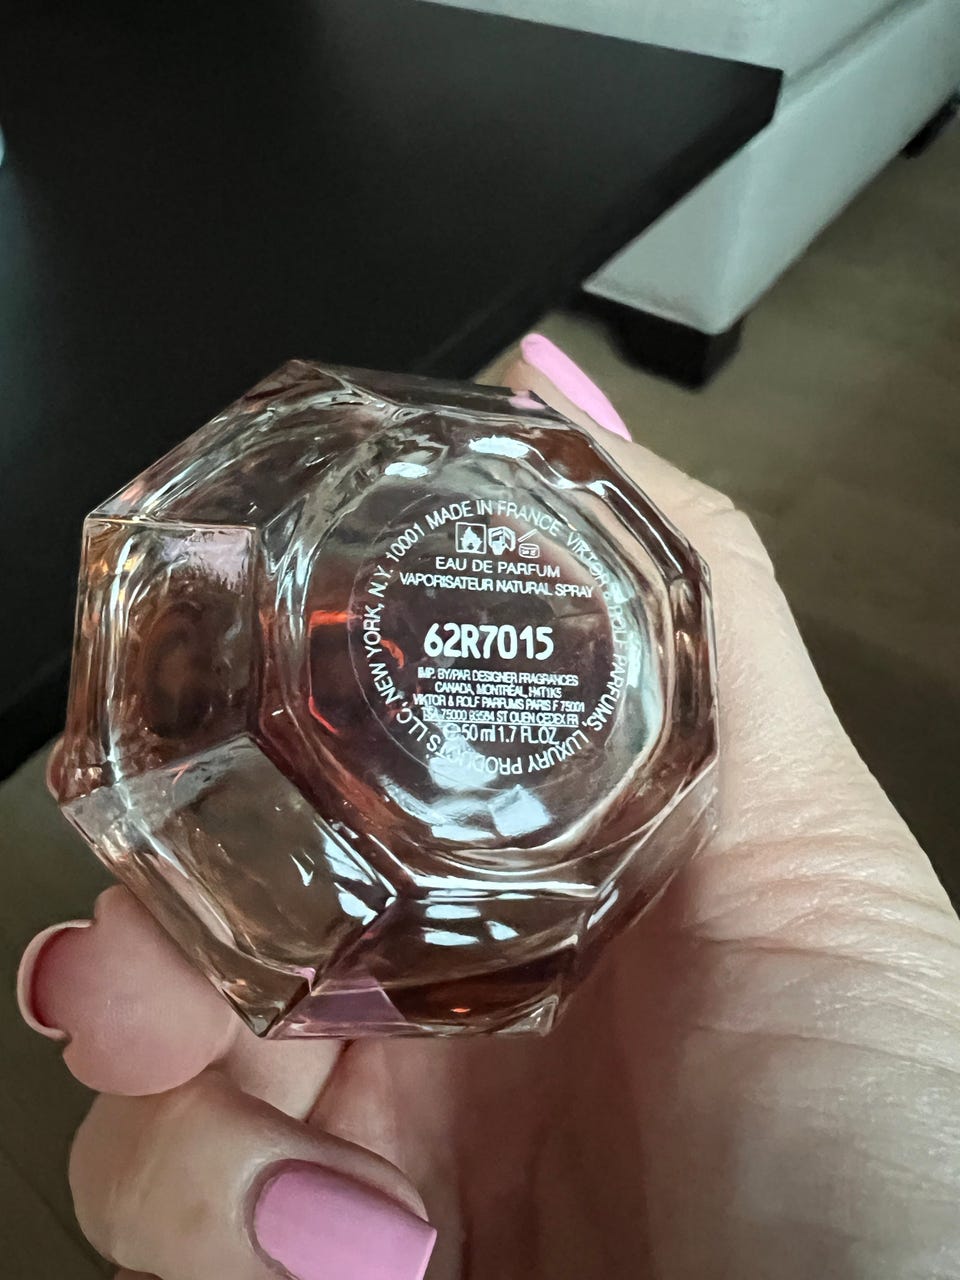 MADE IN FRANCE VIKTOR & ROLF PARFUMS, LUXURY PRODUCTS LLC, NEW YORK, N.Y. 10001
EAU DE PARFUM
VAPORISATEUR NATURAL SPRAY
62R7015
IMP. BY/PAR DESIGNER FRAGRANCES
CANADA, MONTRÉAL, H4T1K5
VIKTOR & ROLF PARFUMS PARIS F 75001
TSA 75000 93584 ST OUEN CEDEX FR
e 50 ml 1.7 FL.OZ.